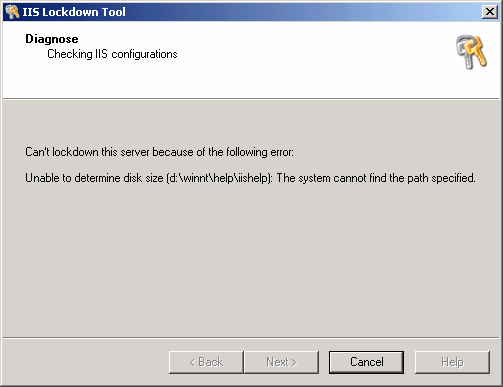 IIS Lockdown Tool
Diagnose
Checking IIS configurations
Can't lockdown this server because of the following error:
Unable to determine disk size (d:\winnt\help\iishelp): The system cannot find the path specified.
< Back
Next >
Cancel
Help